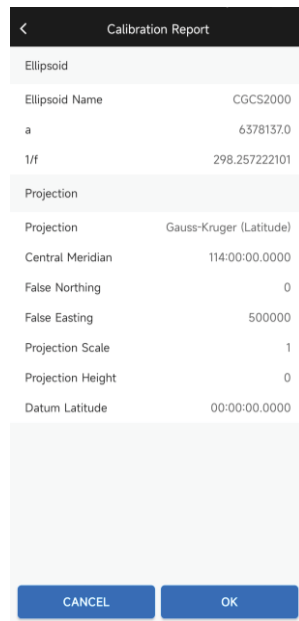 Calibration Report
Ellipsoid
Ellipsoid Name CGCS2000
a 6378137.0
1/f 298.257222101
Projection
Projection Gauss-Kruger (Latitude)
Central Meridian 114:00:00.0000
False Northing 0
False Easting 500000
Projection Scale 1
Projection Height 0
Datum Latitude 00:00:00.0000
CANCEL OK